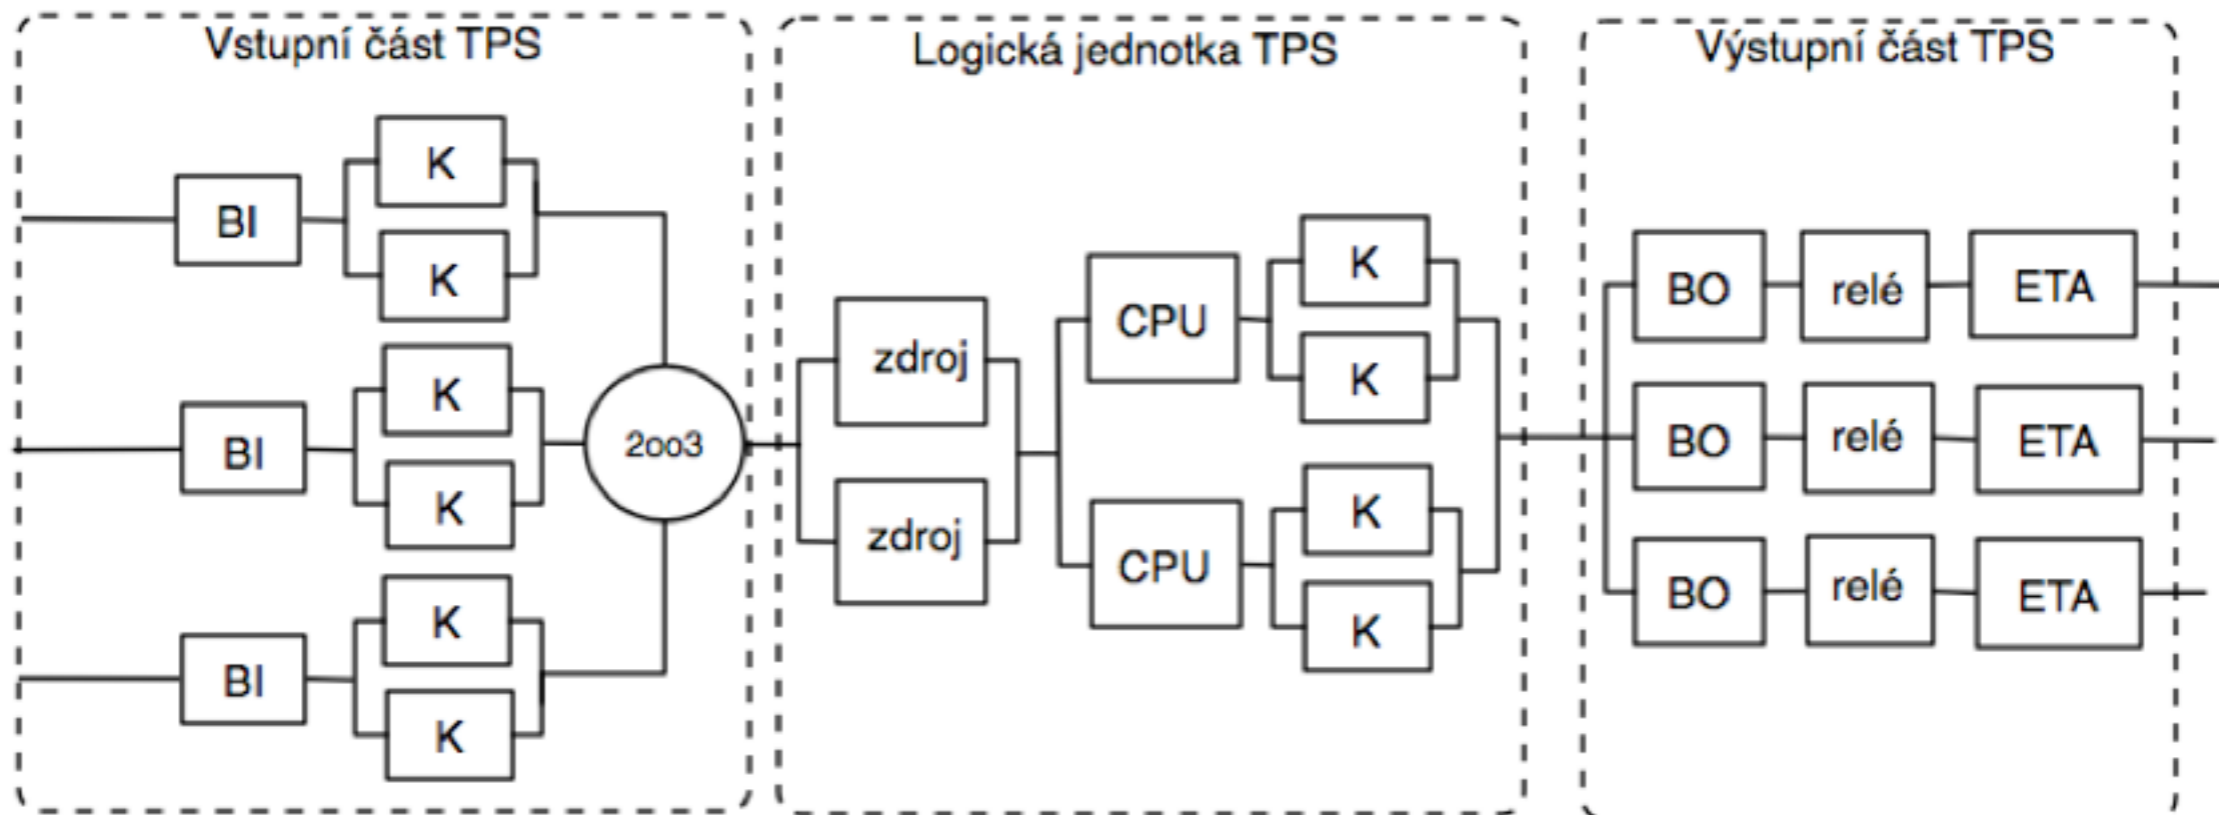 Vstupní část TPS
K
BI
K
K
BI
K
K
BI
K
2oo3
Logická jednotka TPS
zdroj
zdroj
CPU
K
K
CPU
K
K
Výstupní část TPS
BO relé ETA
BO relé ETA
BO relé ETA